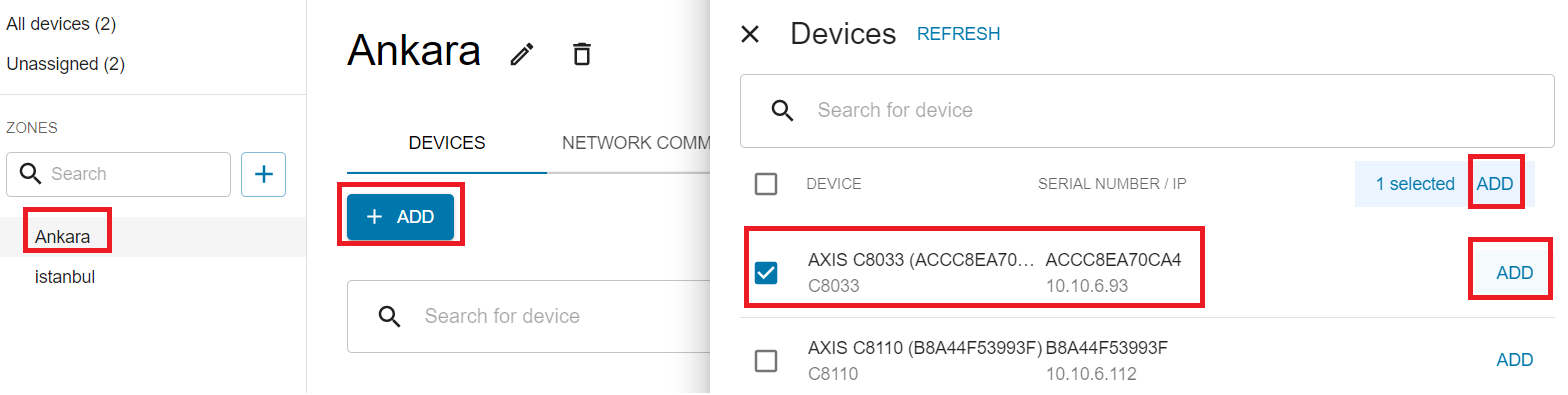 All devices (2)
Unassigned (2)
ZONES
Search
+
Ankara
istanbul
Ankara
DEVICES NETWORK COMM
+ ADD
Search for device
Devices REFRESH
Search for device
DEVICE SERIAL NUMBER / IP 1 selected ADD
AXIS C8033 (ACCC8EA70... ACCC8EA70CA4
C8033 10.10.6.93
ADD
AXIS C8110 (B8A44F53993F) B8A44F53993F
C8110 10.10.6.112
ADD